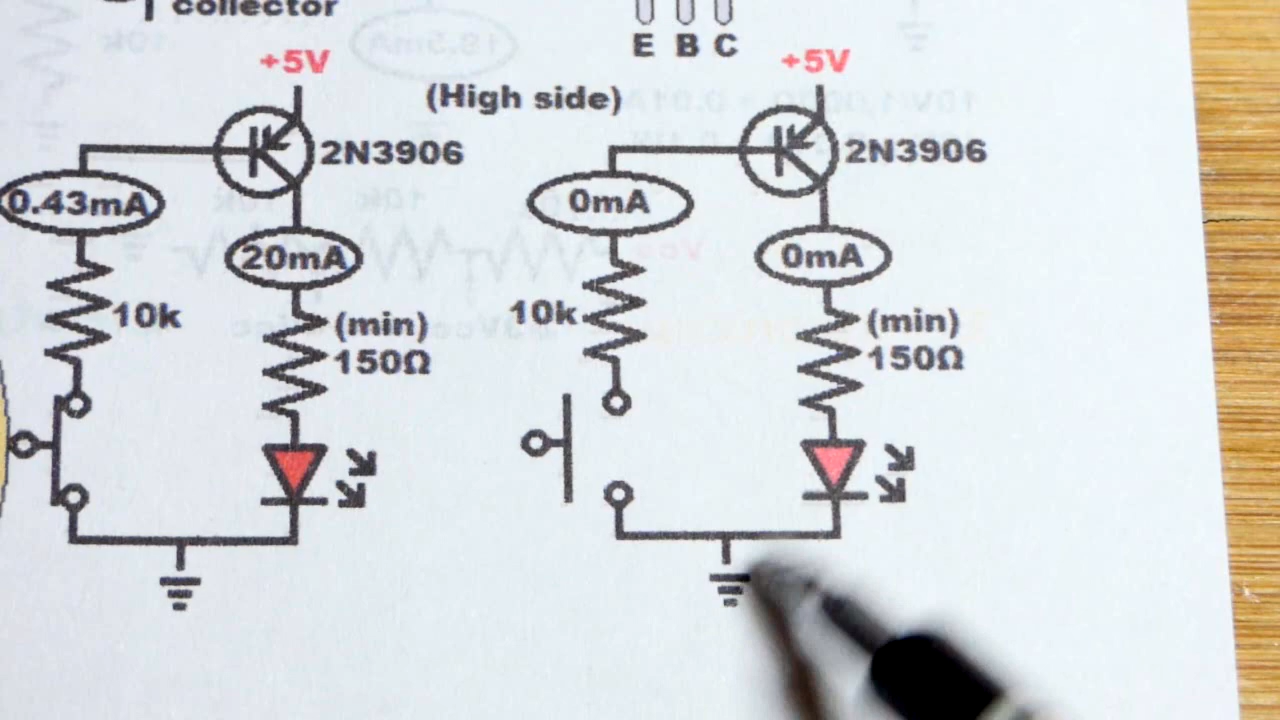 collector
E B C
+5V
+5V
(High side)
2N3906
2N3906
0.43mA
0mA
20mA
0mA
10k
10k
(min)
150Ω
(min)
150Ω